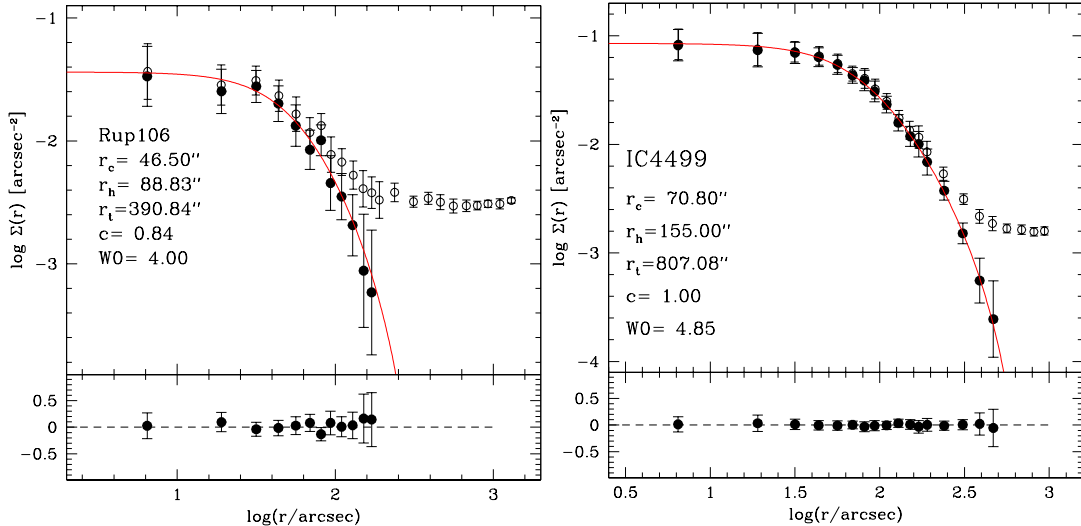 log Σ(r) [arcsec⁻²]
-1
-2
-3
Rup106
r_c= 46.50″
r_h= 88.83″
r_t=390.84″
c= 0.84
W0= 4.00
0.5
0
-0.5
1
2
3
log(r/arcsec)
log Σ(r) [arcsec⁻²]
-1
-2
-3
-4
IC4499
r_c= 70.80″
r_h=155.00″
r_t=807.08″
c= 1.00
W0= 4.85
0.5
0
-0.5
0.5
1
1.5
2
2.5
3
log(r/arcsec)